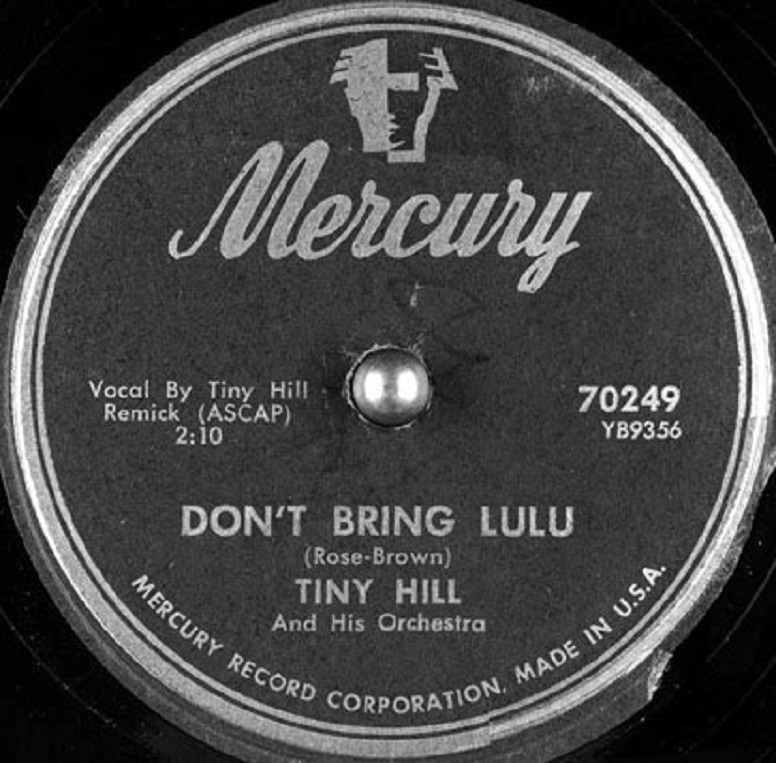 Mercury
Vocal By Tiny Hill
Remick (ASCAP)
2:10
70249
YB9356
DON'T BRING LULU
(Rose-Brown)
TINY HILL
And His Orchestra
MERCURY RECORD CORPORATION, MADE IN U.S.A.